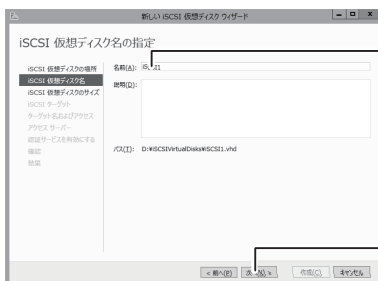 新しい iSCSI 仮想ディスク ウィザード
iSCSI 仮想ディスク名の指定
iSCSI 仮想ディスクの場所
iSCSI 仮想ディスク名
iSCSI 仮想ディスクのサイズ
iSCSI ターゲット
ターゲット名およびアクセス
アクセス サーバー
認証サービスを有効にする
確認
結果
名前(A):
説明(D):
パス(T): D:¥iSCSIVirtualDisks¥iSCSI1.vhd
< 前へ(P)
作成(C)
キャンセル